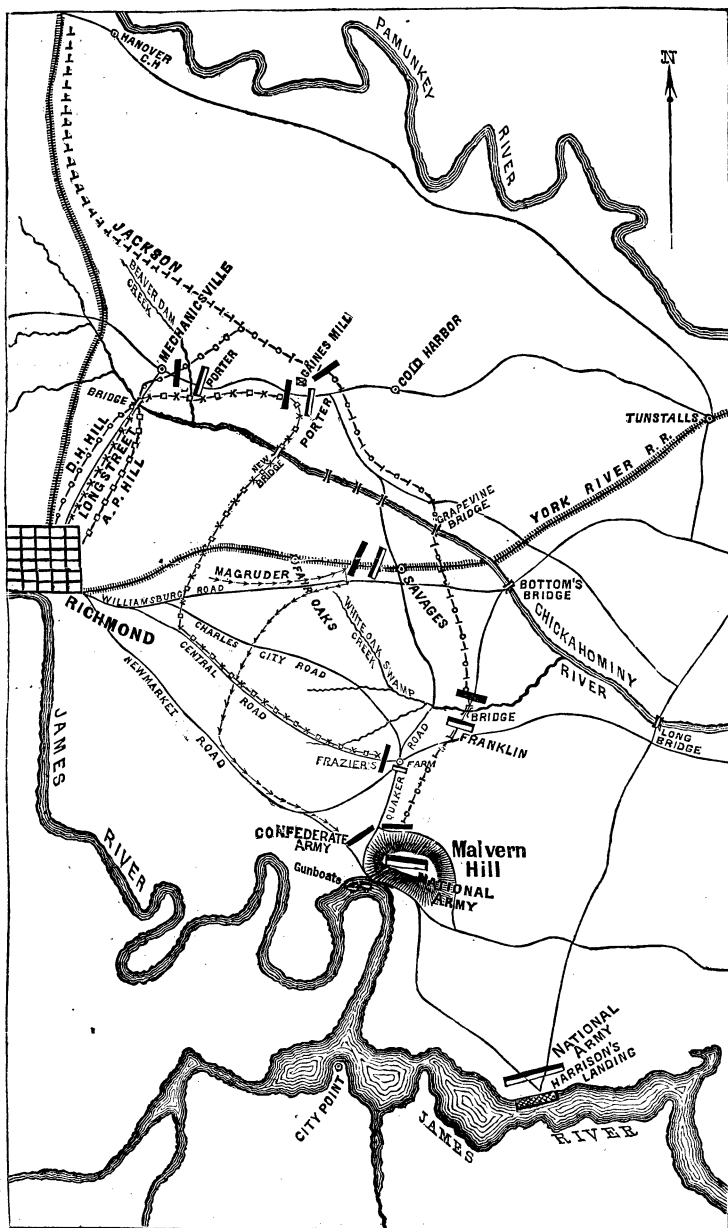 HANOVER
C.H
PAMUNKEY
RIVER
N
JACKSON
BEAVER DAM
CREEK
MECHANICSVILLE
PORTER
GAINES MILL
COLD HARBOR
PORTER
BRIDGE
TUNSTALLS
D.H. HILL
LONGSTREET
A.P. HILL
NEW
BRIDGE
YORK RIVER R.R.
GRAPEVINE
BRIDGE
MAGRUDER
FAIR OAKS
SAVAGES
WILLIAMSBURG ROAD
BOTTOM'S
BRIDGE
RICHMOND
WHITE OAK SWAMP
CREEK
CHICKAHOMINY
RIVER
CHARLES CITY ROAD
CENTRAL ROAD
NEWMARKET ROAD
BRIDGE
LONG
BRIDGE
JAMES
RIVER
FRANKLIN
FRAZIER'S FARM
QUAKER ROAD
CONFEDERATE
ARMY
Malvern
Hill
Gunboats
NATIONAL
ARMY
NATIONAL
ARMY
HARRISON'S
LANDING
CITY POINT
JAMES
RIVER